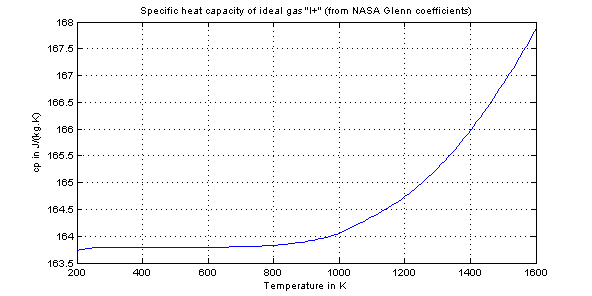 Specific heat capacity of ideal gas "I+" (from NASA Glenn coefficients)
168
167.5
167
166.5
166
165.5
165
164.5
164
163.5
cp in J/(kg.K)
200 400 600 800 1000 1200 1400 1600
Temperature in K